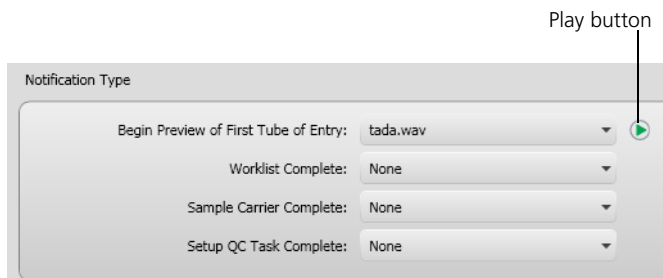 Play button
Notification Type
Begin Preview of First Tube of Entry: tada.wav
Worklist Complete: None
Sample Carrier Complete: None
Setup QC Task Complete: None